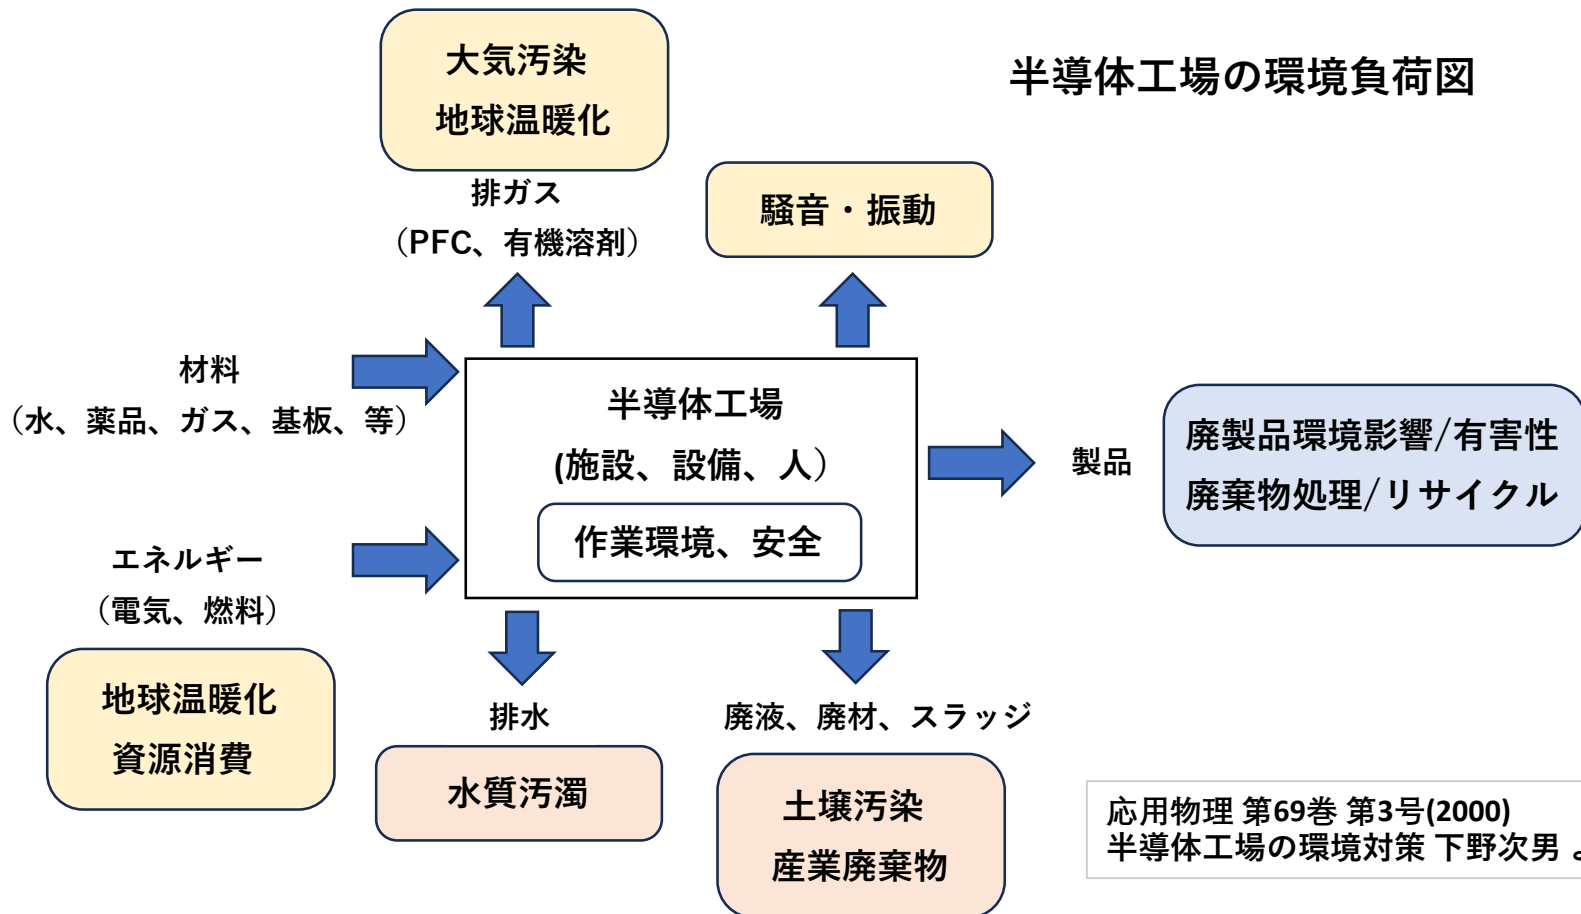 半導体工場の環境負荷図
大気汚染
地球温暖化
排ガス
（PFC、有機溶剤）
騒音・振動
材料
（水、薬品、ガス、基板、等）
半導体工場
(施設、設備、人）
作業環境、安全
製品
廃製品環境影響/有害性
廃棄物処理/リサイクル
エネルギー
（電気、燃料）
地球温暖化
資源消費
排水
水質汚濁
廃液、廃材、スラッジ
土壌汚染
産業廃棄物
応用物理 第69巻 第3号(2000)
半導体工場の環境対策 下野次男